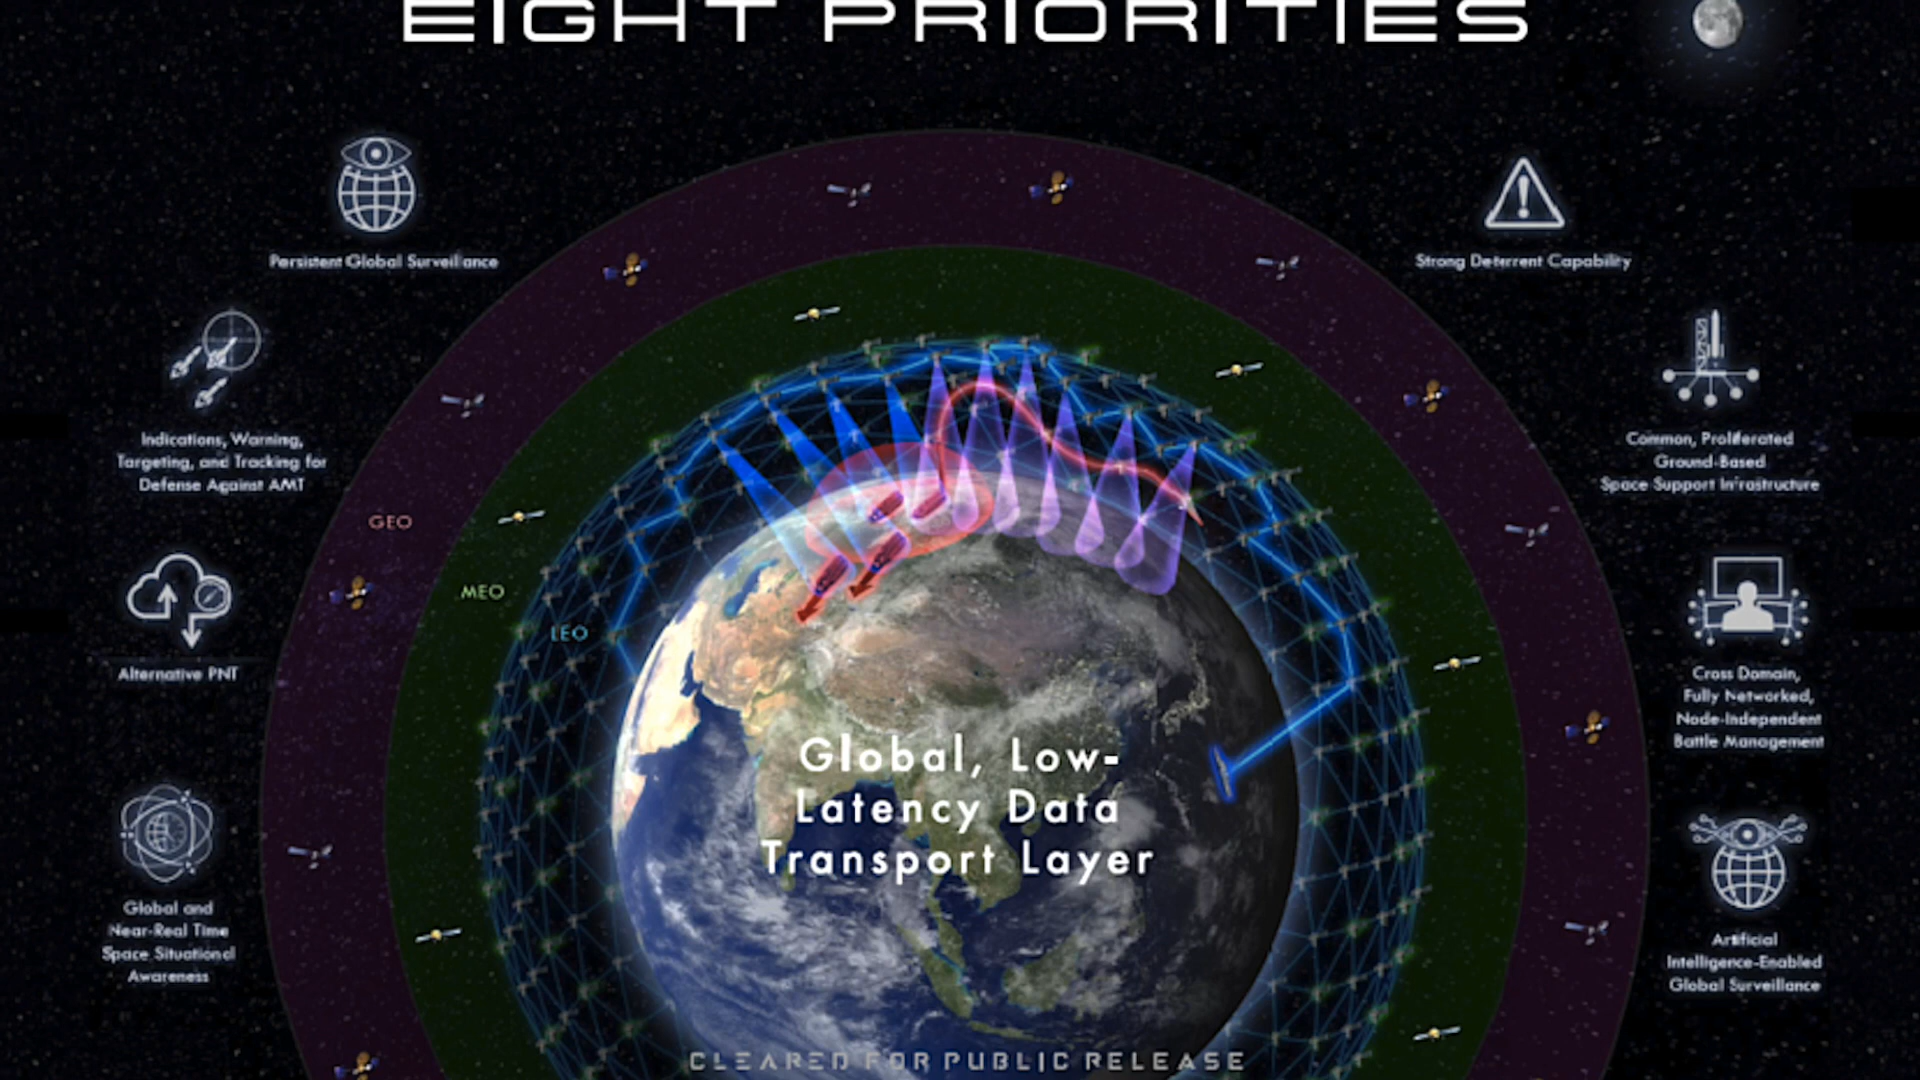 EIGHT PRIORITIES
Persistent Global Surveillance
Strong Deterrent Capability
Indications, Warning,
Targeting, and Tracking for
Defense Against AMT
Common, Proliferated
Ground-Based
Space Support Infrastructure
GEO
MEO
LEO
Alternative PNT
Cross Domain,
Fully Networked,
Node-Independent
Battle Management
Global, Low-
Latency Data
Transport Layer
Global and
Near-Real Time
Space Situational
Awareness
Artificial
Intelligence-Enabled
Global Surveillance
CLEARED FOR PUBLIC RELEASE